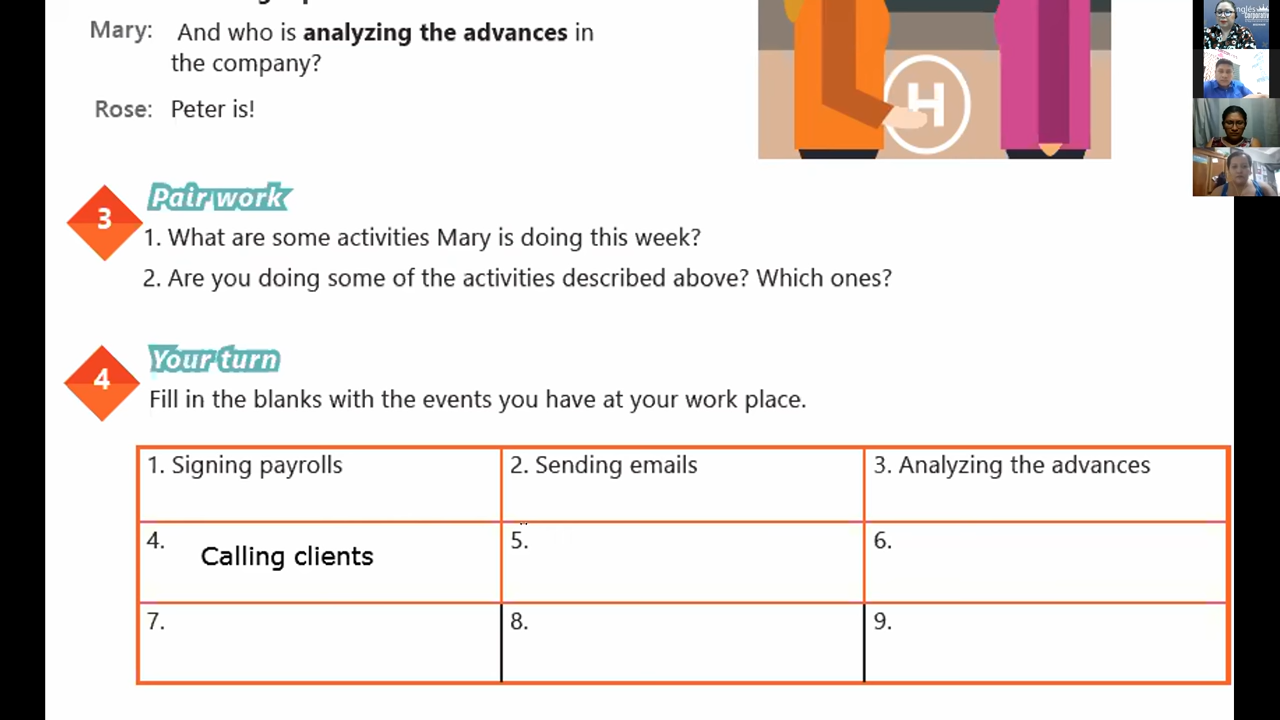 Mary: And who is analyzing the advances in
the company?
Rose: Peter is!
H
3
Pair work
1. What are some activities Mary is doing this week?
2. Are you doing some of the activities described above? Which ones?
4
Your turn
Fill in the blanks with the events you have at your work place.
1. Signing payrolls
2. Sending emails
3. Analyzing the advances
4. Calling clients
5.
6.
7.
8.
9.